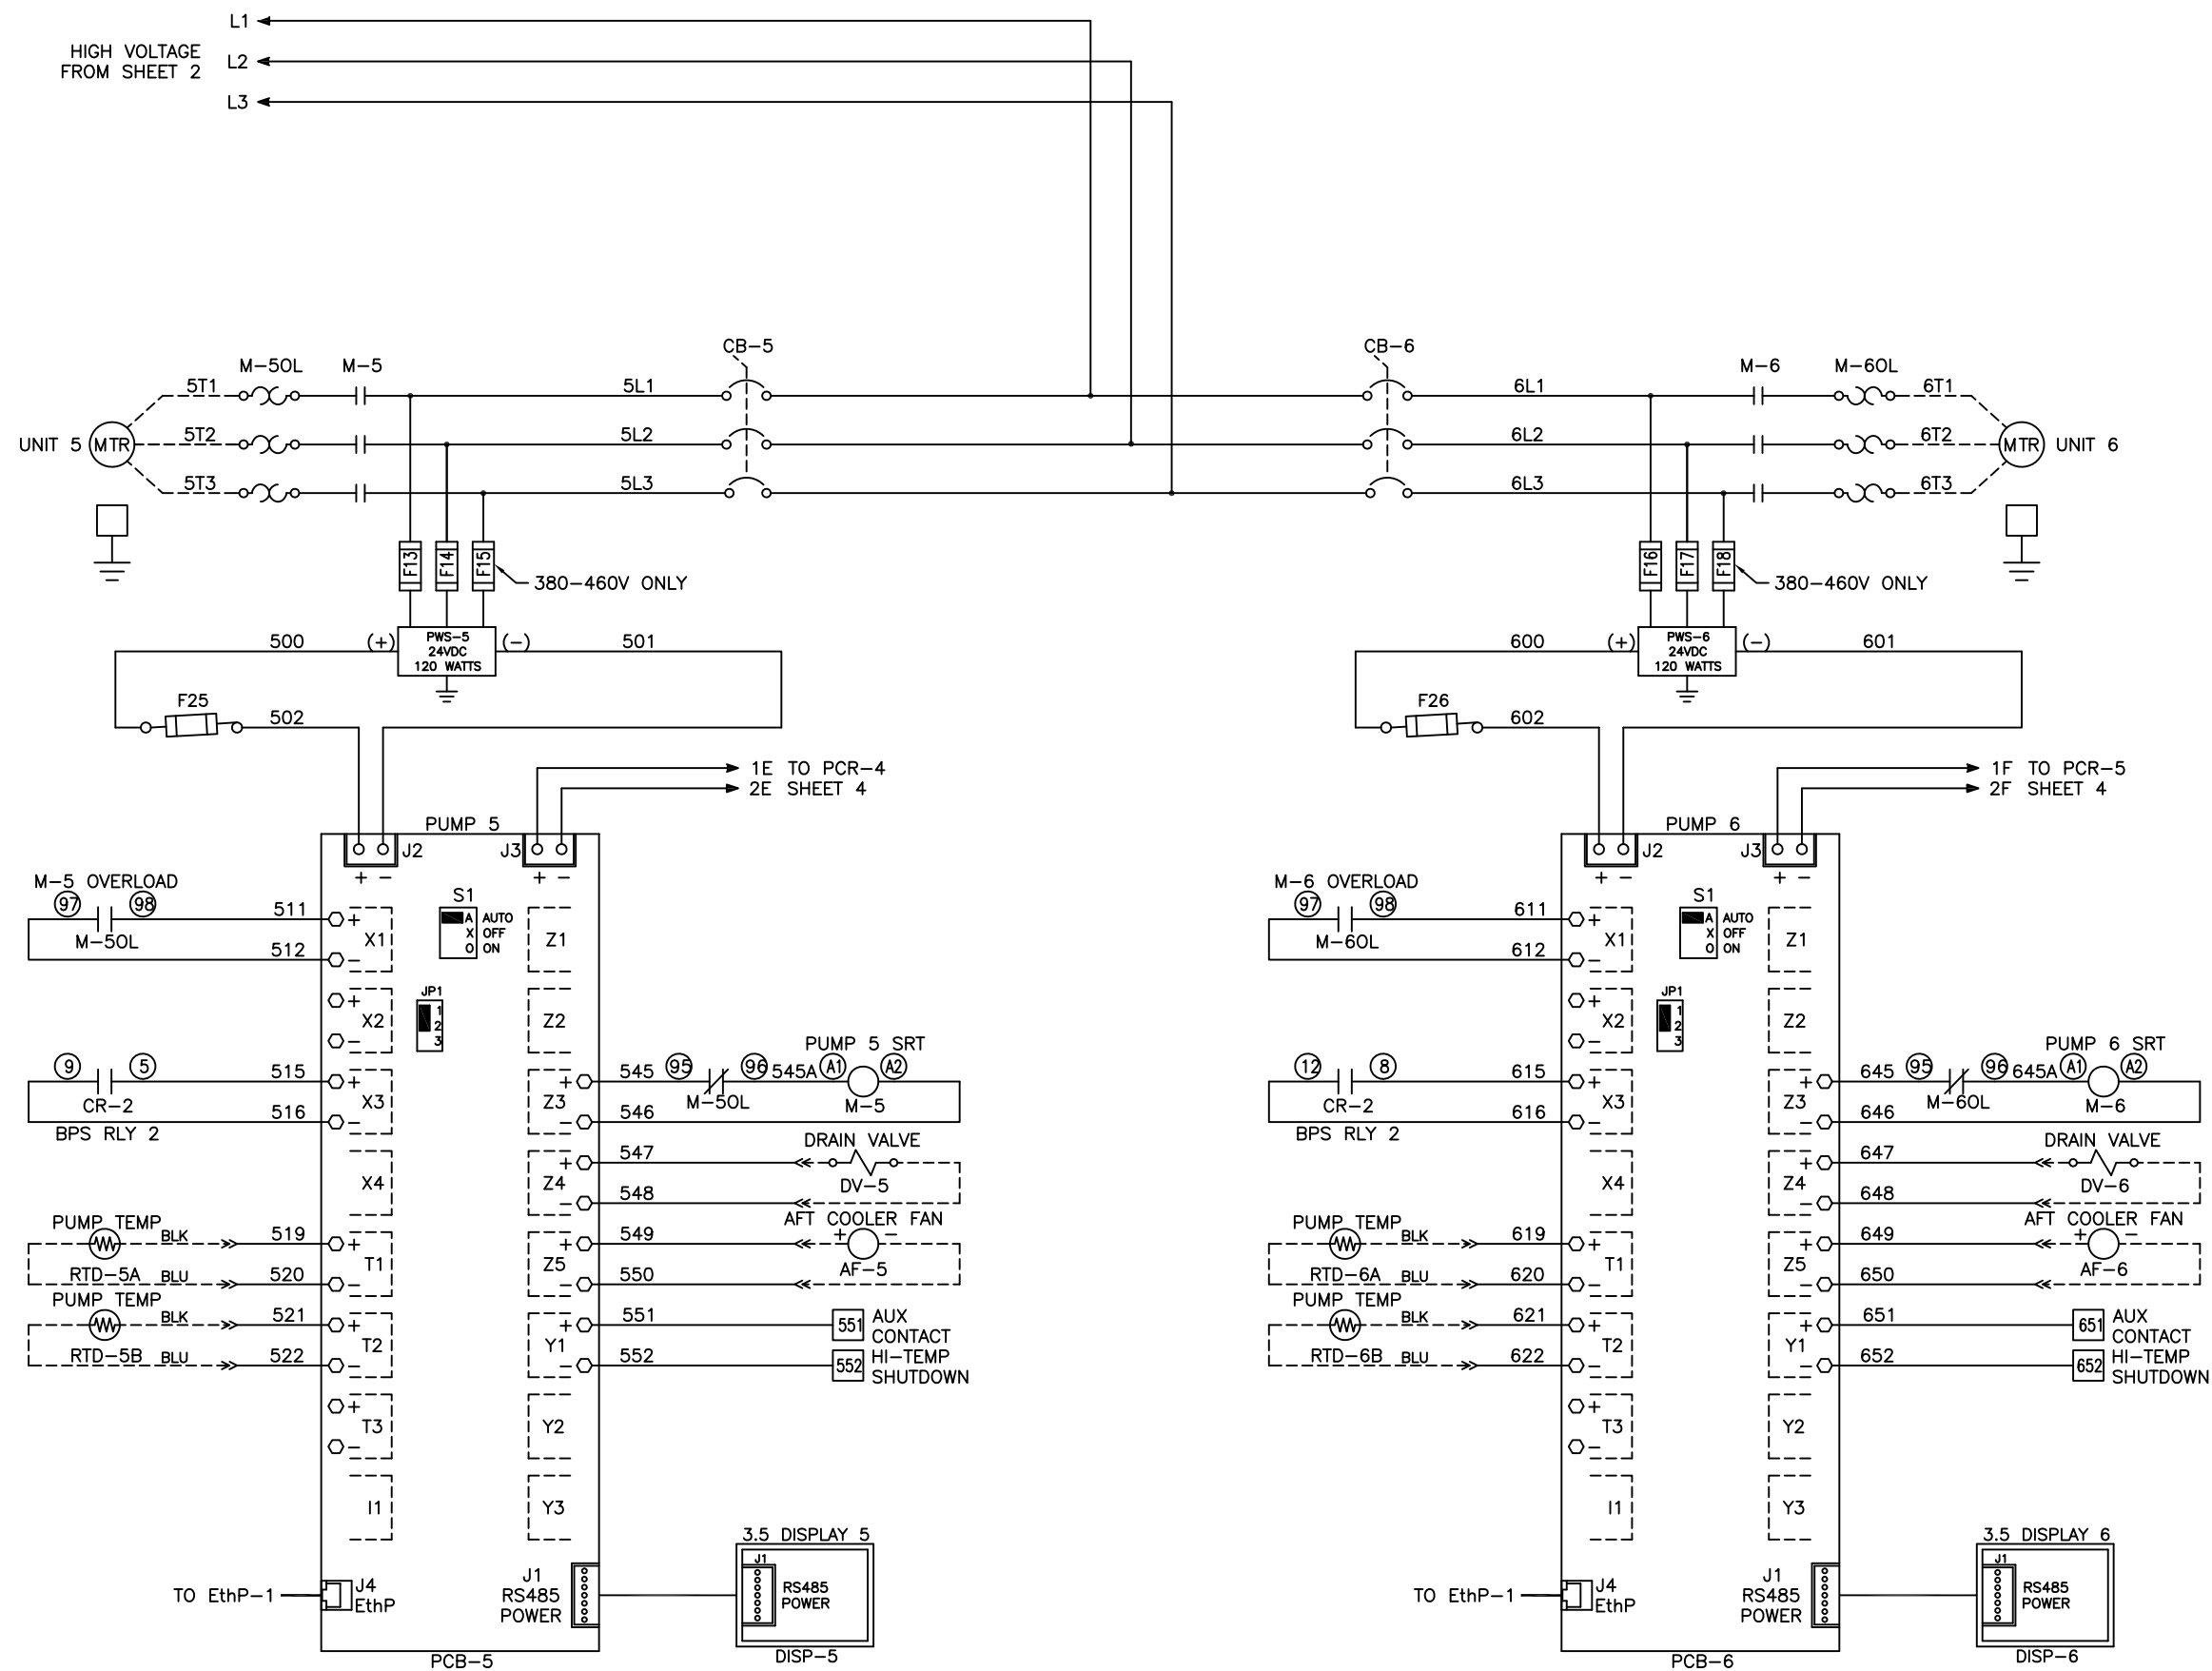 L1
HIGH VOLTAGE
FROM SHEET 2
L2
L3
CB-5
CB-6
M-5OL
M-5
M-6
M-6OL
5T1
5L1
6L1
6T1
UNIT 5
MTR
5T2
5L2
6L2
6T2
MTR
UNIT 6
5T3
5L3
6L3
6T3
F13
F14
F15
380-460V ONLY
F16
F17
F18
380-460V ONLY
500
(+)
PWS-5
24VDC
120 WATTS
(-)
501
F25
502
600
(+)
PWS-6
24VDC
120 WATTS
(-)
601
F26
602
1E TO PCR-4
2E SHEET 4
1F TO PCR-5
2F SHEET 4
PUMP 5
J2
J3
+ -
+ -
M-5 OVERLOAD
97
98
511
+
M-5OL
512
-
X1
S1
A AUTO
X OFF
O ON
Z1
JP1
1
2
3
+
X2
-
Z2
9
5
515
+
CR-2
516
-
X3
BPS RLY 2
Z3
+
-
PUMP 5 SRT
545
95
96
545A
A1
A2
M-5OL
M-5
546
X4
Z4
+
-
DRAIN VALVE
547
DV-5
548
PUMP TEMP
BLK
519
+
RTD-5A
BLU
520
-
T1
Z5
+
-
AFT COOLER FAN
549
+
-
AF-5
550
PUMP TEMP
BLK
521
+
RTD-5B
BLU
522
-
T2
Y1
+
-
551
551
AUX
CONTACT
552
552
HI-TEMP
SHUTDOWN
+
T3
-
Y2
I1
Y3
TO EthP-1
J4
EthP
J1
RS485
POWER
3.5 DISPLAY 5
J1
RS485
POWER
DISP-5
PCB-5
PUMP 6
J2
J3
+ -
+ -
M-6 OVERLOAD
97
98
611
+
M-6OL
612
-
X1
S1
A AUTO
X OFF
O ON
Z1
JP1
1
2
3
+
X2
-
Z2
12
8
615
+
CR-2
616
-
X3
BPS RLY 2
Z3
+
-
PUMP 6 SRT
645
95
96
645A
A1
A2
M-6OL
M-6
646
X4
Z4
+
-
DRAIN VALVE
647
DV-6
648
PUMP TEMP
BLK
619
+
RTD-6A
BLU
620
-
T1
Z5
+
-
AFT COOLER FAN
649
+
-
AF-6
650
PUMP TEMP
BLK
621
+
RTD-6B
BLU
622
-
T2
Y1
+
-
651
651
AUX
CONTACT
652
652
HI-TEMP
SHUTDOWN
+
T3
-
Y2
I1
Y3
TO EthP-1
J4
EthP
J1
RS485
POWER
3.5 DISPLAY 6
J1
RS485
POWER
DISP-6
PCB-6